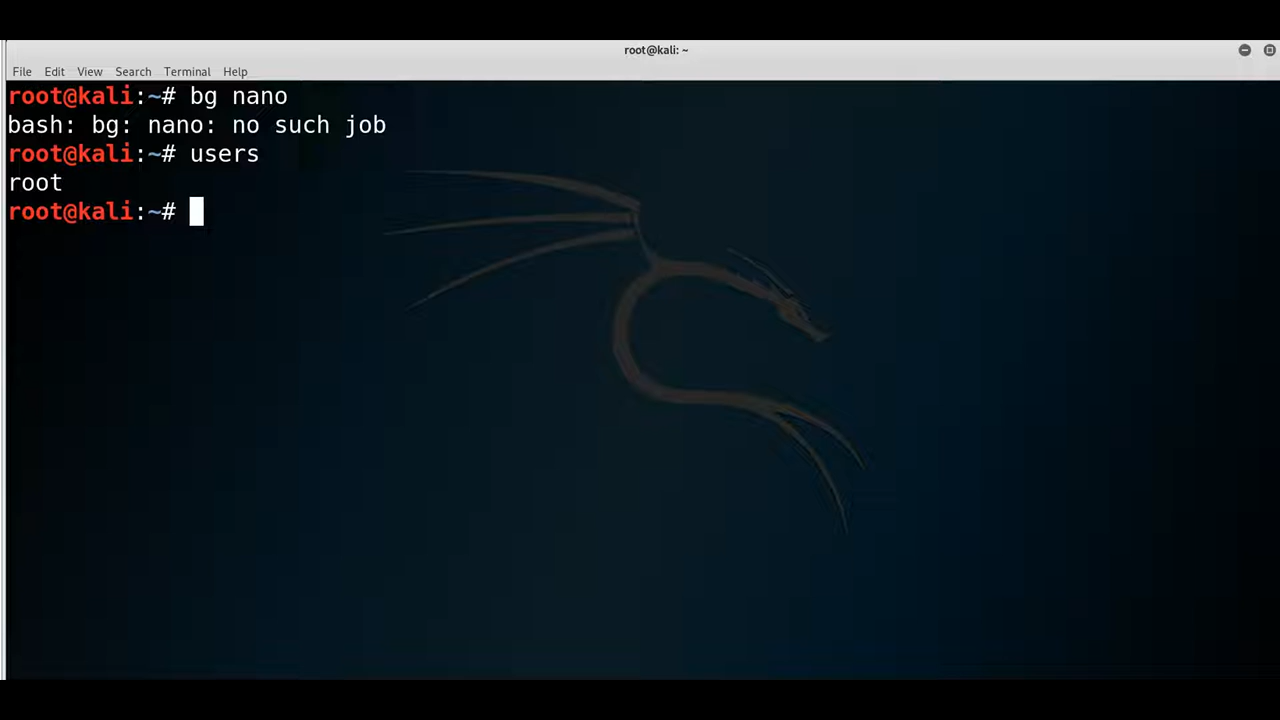 root@kali: ~
File Edit View Search Terminal Help
root@kali:~# bg nano
bash: bg: nano: no such job
root@kali:~# users
root
root@kali:~#